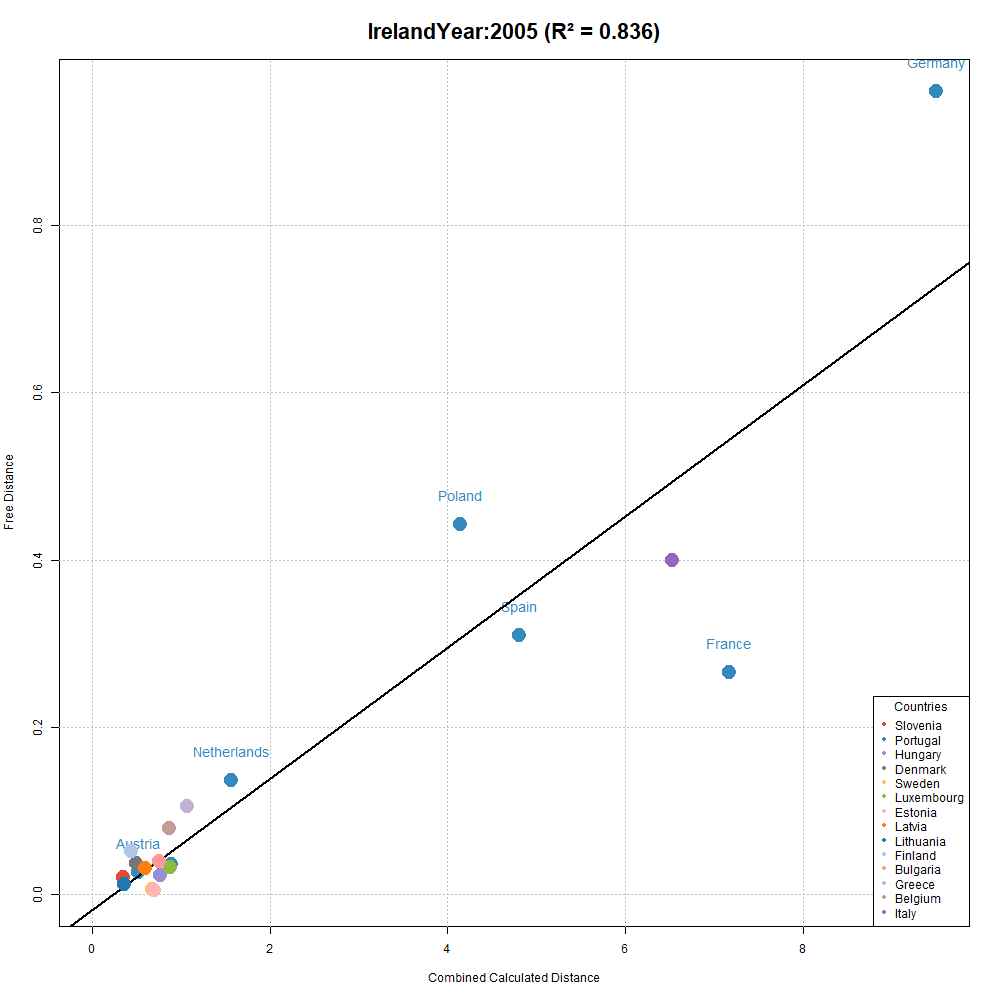 IrelandYear:2005 (R² = 0.836)
Germany
0.8
0.6
Poland
Free Distance
0.4
Spain
France
Countries
Slovenia
Portugal
Hungary
Denmark
Sweden
Luxembourg
Estonia
Latvia
Lithuania
Finland
Bulgaria
Greece
Belgium
Italy
0.2
Netherlands
Austria
0.0
0 2 4 6 8
Combined Calculated Distance